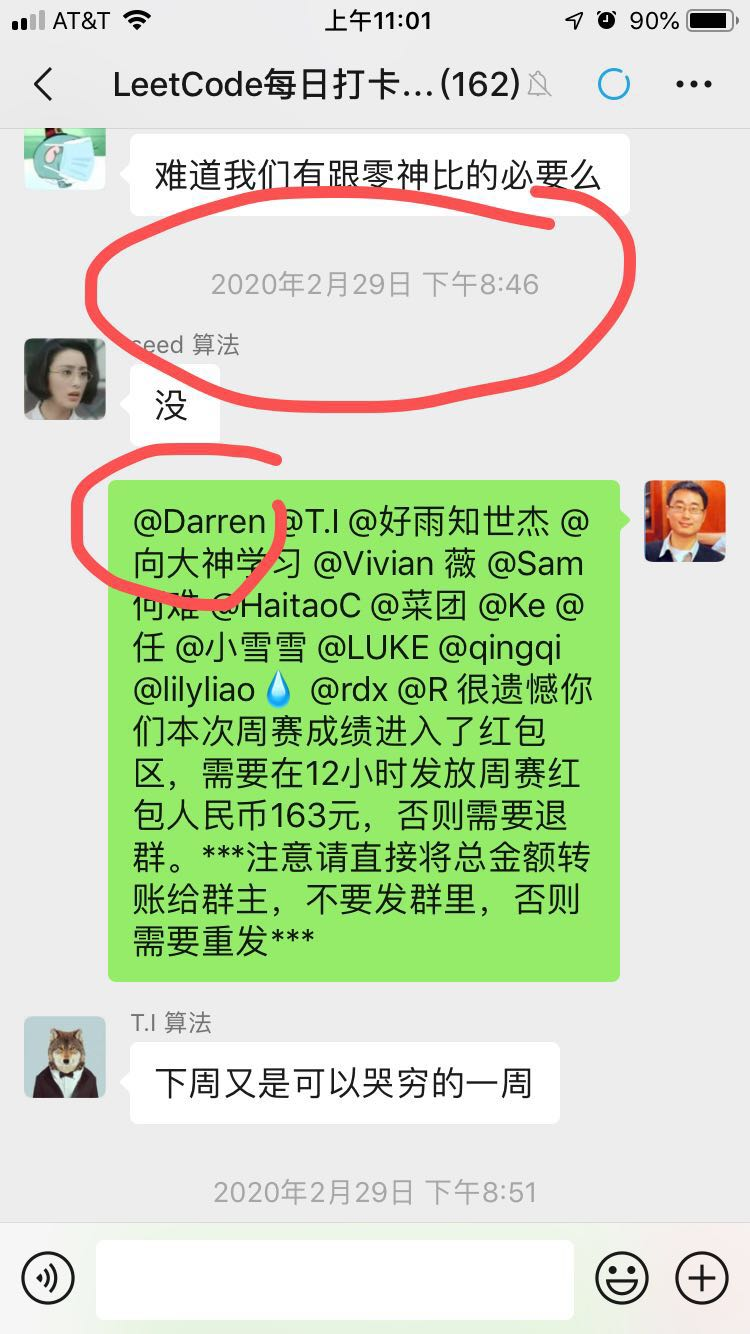 AT&T 上午11:01 90%
LeetCode每日打卡...(162)
难道我们有跟零神比的必要么
2020年2月29日 下午8:46
seed 算法
没
@Darren @T.I @好雨知世杰 @
向大神学习 @Vivian 薇 @Sam
何难 @HaitaoC @菜团 @Ke @
任 @小雪雪 @LUKE @qingqi
@lilyliao💧 @rdx @R 很遗憾你
们本次周赛成绩进入了红包
区，需要在12小时发放周赛红
包人民币163元，否则需要退
群。***注意请直接将总金额转
账给群主，不要发群里，否则
需要重发***
T.I 算法
下周又是可以哭穷的一周
2020年2月29日 下午8:51